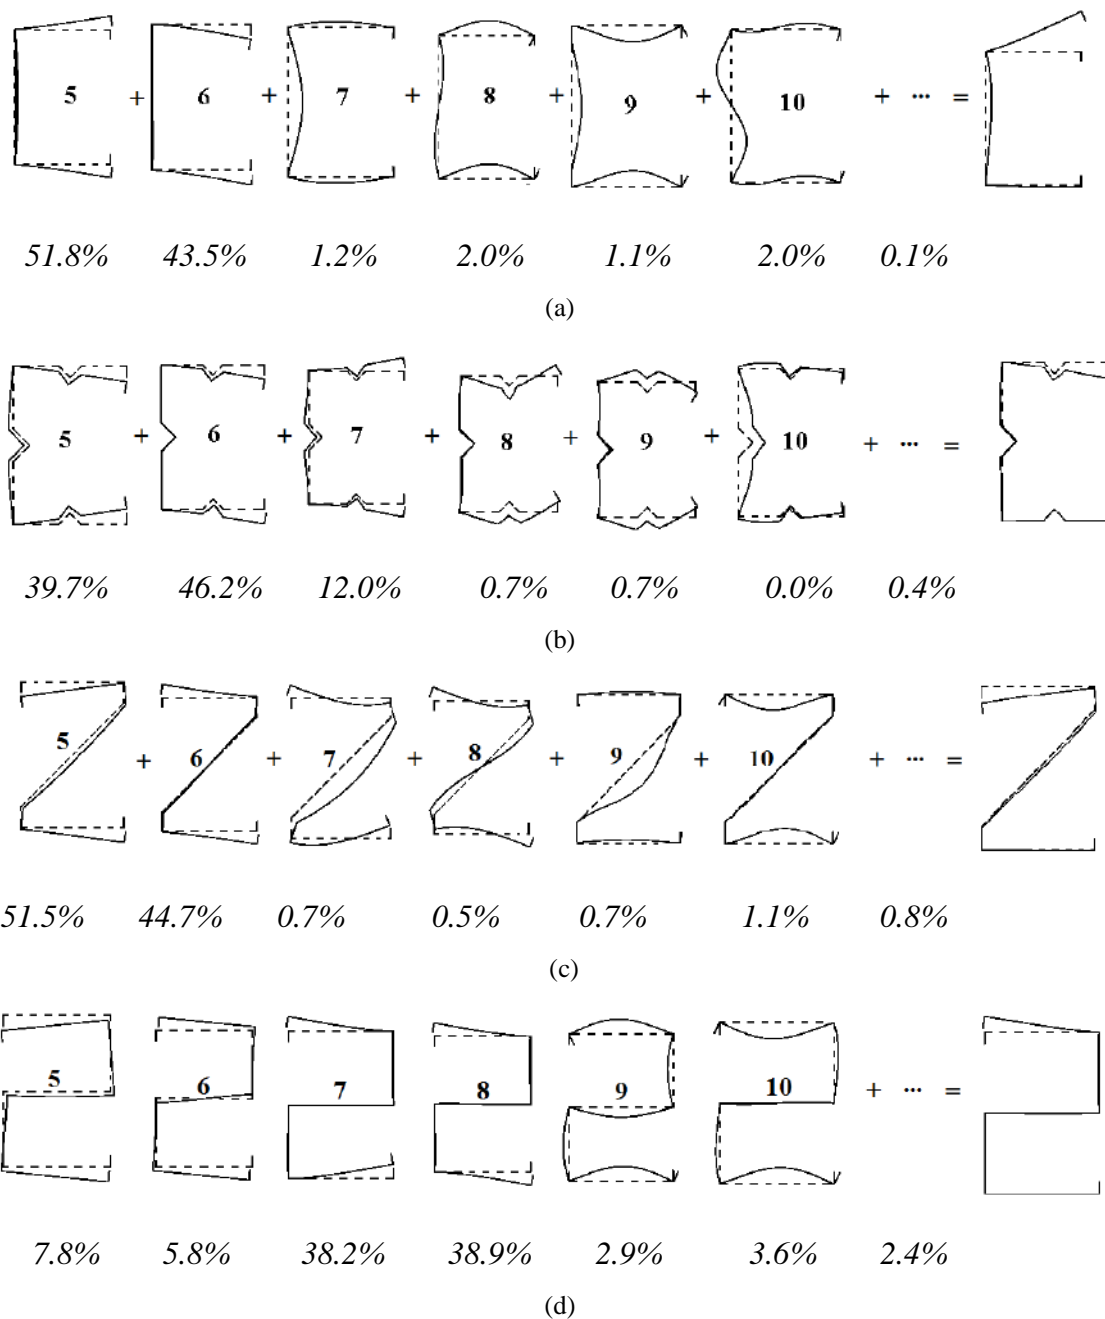 5 + 6 + 7 + 8 + 9 + 10 + ... =
51.8% 43.5% 1.2% 2.0% 1.1% 2.0% 0.1%
(a)
5 + 6 + 7 + 8 + 9 + 10 + ... =
39.7% 46.2% 12.0% 0.7% 0.7% 0.0% 0.4%
(b)
5 + 6 + 7 + 8 + 9 + 10 + ... =
51.5% 44.7% 0.7% 0.5% 0.7% 1.1% 0.8%
(c)
5 6 7 8 9 10 + ... =
7.8% 5.8% 38.2% 38.9% 2.9% 3.6% 2.4%
(d)